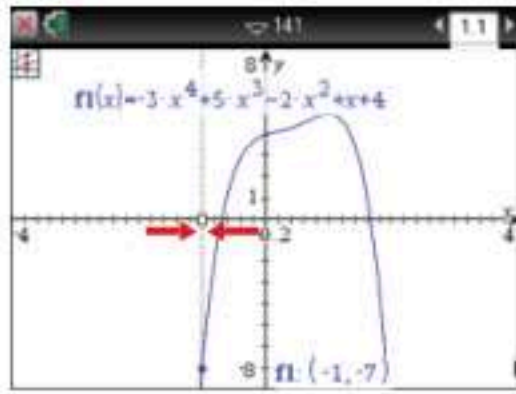 141
1.1
8 y
f1(x)=-3·x^4+5·x^3-2·x^2+x+4
1
x
-4 0.2 4
-8 f1: (-1, -7)